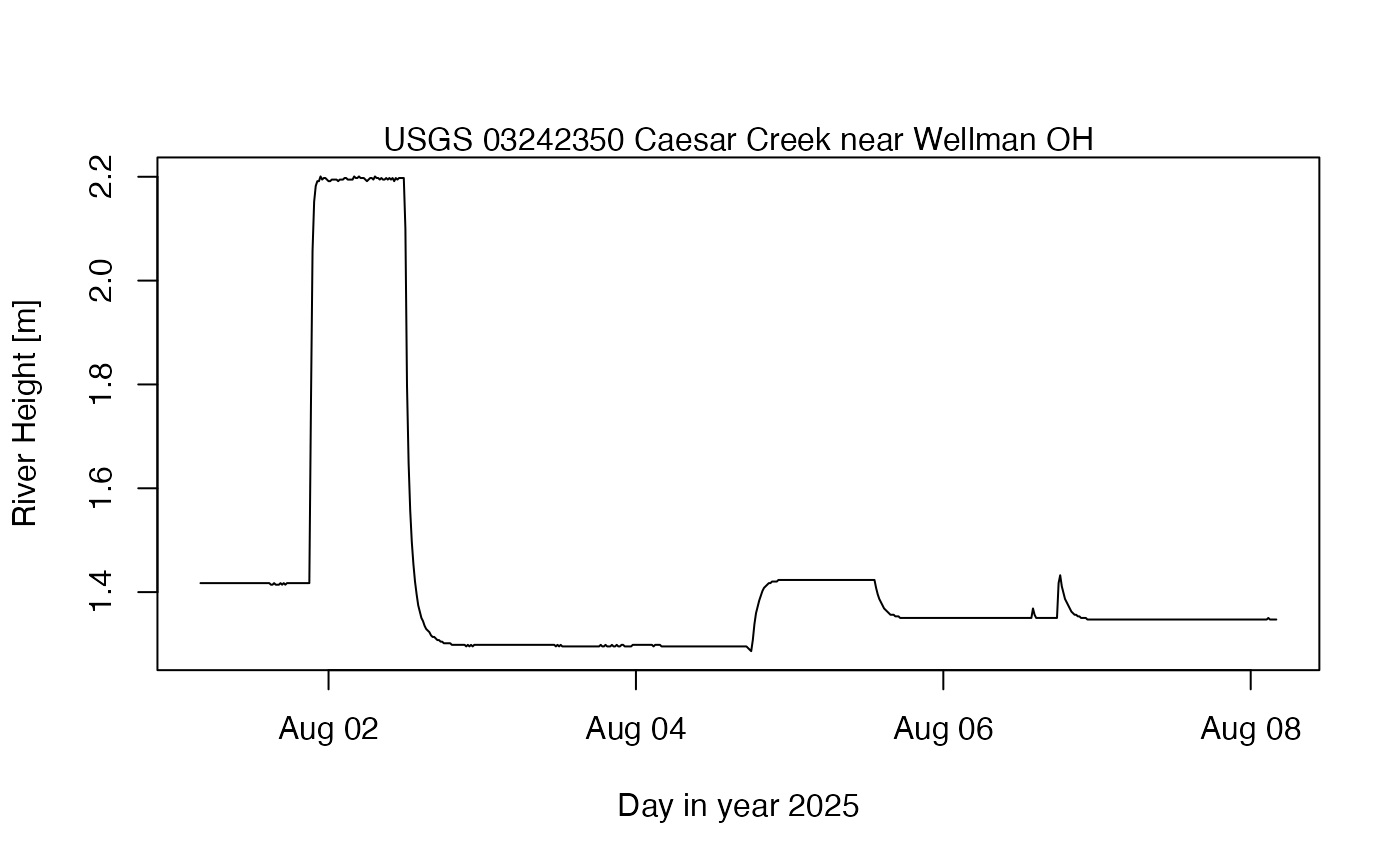 USGS 03242350 Caesar Creek near Wellman OH
River Height [m]
2.2
2.0
1.8
1.6
1.4
Aug 02 Aug 04 Aug 06 Aug 08
Day in year 2025